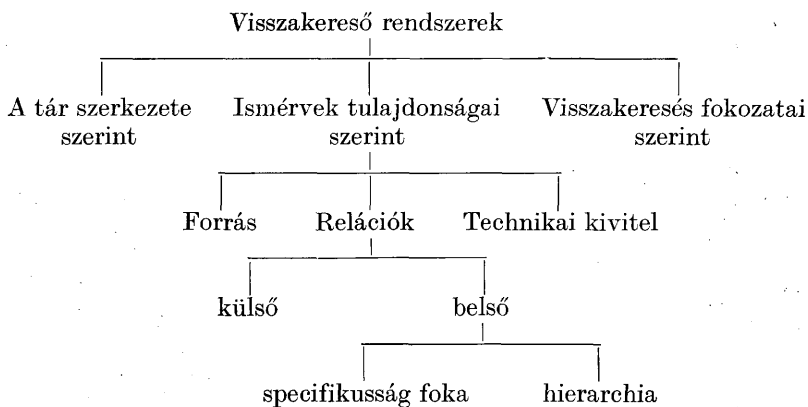 Visszakereső rendszerek
A tár szerkezete szerint
Ismérvek tulajdonságai szerint
Visszakeresés fokozatai szerint
Forrás
Relációk
Technikai kivitel
külső
belső
specifikusság foka
hierarchia